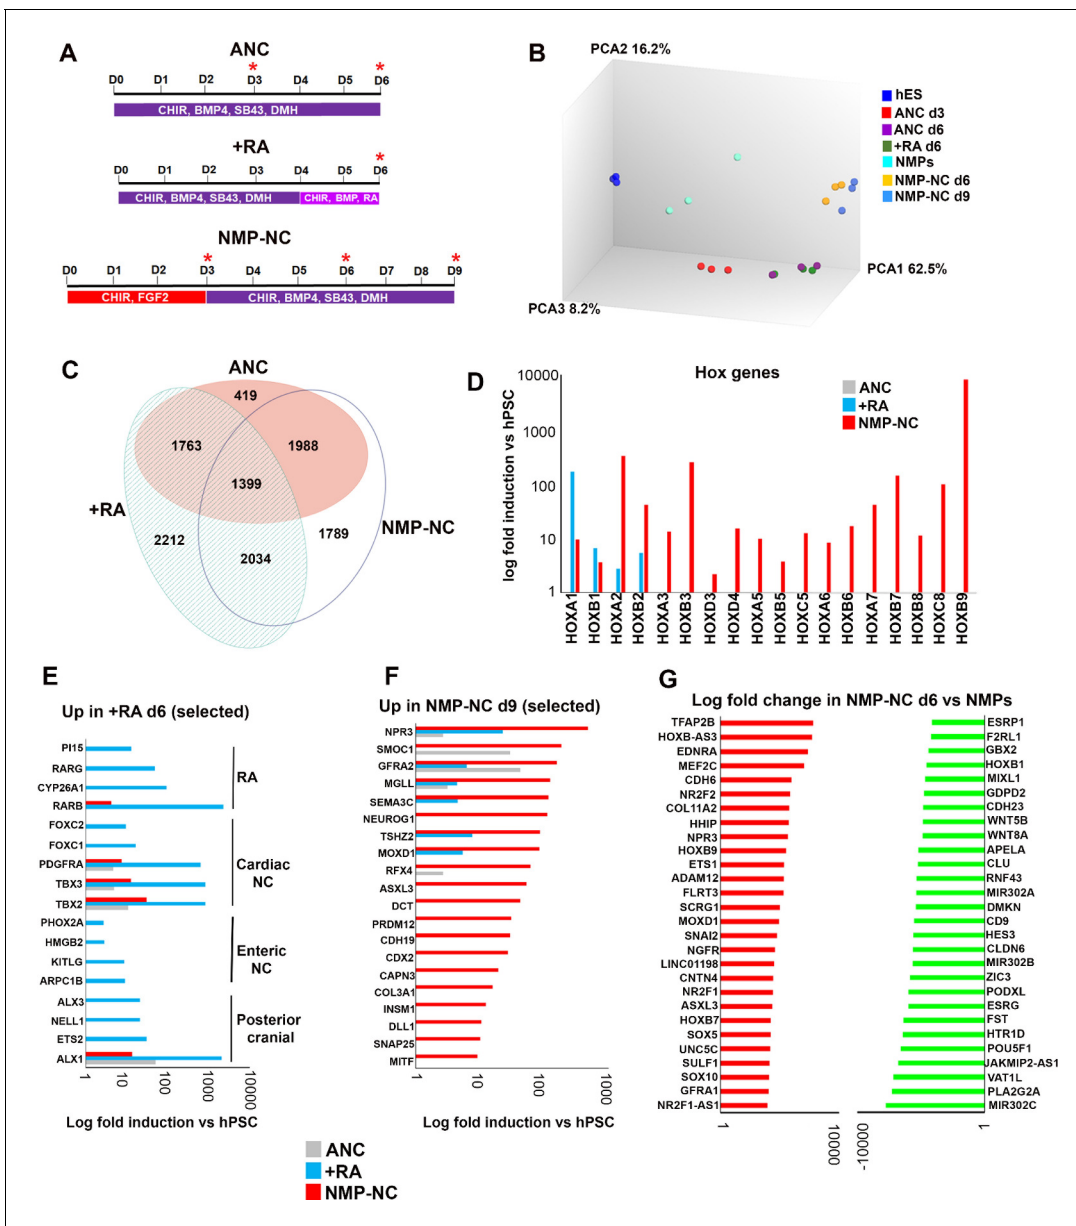 A
ANC
D0 D1 D2 D3 D4 D5 D6
* *
CHIR, BMP4, SB43, DMH
+RA
*
D0 D1 D2 D3 D4 D5 D6
CHIR, BMP4, SB43, DMH CHIR, BMP, RA
NMP-NC
* * *
D0 D1 D2 D3 D4 D5 D6 D7 D8 D9
CHIR, FGF2 CHIR, BMP4, SB43, DMH
B
PCA2 16.2%
PCA1 62.5%
PCA3 8.2%
hES
ANC d3
ANC d6
+RA d6
NMPs
NMP-NC d6
NMP-NC d9
C
ANC
419
1763
1988
1399
+RA
NMP-NC
2212
1789
2034
D
Hox genes
ANC
+RA
NMP-NC
log fold induction vs hPSC
10000
1000
100
10
1
HOXA1
HOXB1
HOXA2
HOXB2
HOXA3
HOXB3
HOXD3
HOXD4
HOXA5
HOXB5
HOXC5
HOXA6
HOXB6
HOXA7
HOXB7
HOXB8
HOXC8
HOXB9
E
Up in +RA d6 (selected)
PI15
RARG
CYP26A1
RARB
FOXC2
FOXC1
PDGFRA
TBX3
TBX2
PHOX2A
HMGB2
KITLG
ARPC1B
ALX3
NELL1
ETS2
ALX1
RA
Cardiac
NC
Enteric
NC
Posterior
cranial
1
10
100
1000
10000
100000
Log fold induction vs hPSC
F
Up in NMP-NC d9 (selected)
NPR3
SMOC1
GFRA2
MGLL
SEMA3C
NEUROG1
TSHZ2
MOXD1
RFX4
ASXL3
DCT
PRDM12
CDH19
CDX2
CAPN3
COL3A1
INSM1
DLL1
SNAP25
MITF
1
10
100
1000
Log fold induction vs hPSC
ANC
+RA
NMP-NC
G
Log fold change in NMP-NC d6 vs NMPs
TFAP2B
HOXB-AS3
EDNRA
MEF2C
CDH6
NR2F2
COL11A2
HHIP
NPR3
HOXB9
ETS1
ADAM12
FLRT3
SCRG1
MOXD1
SNAI2
NGFR
LINC01198
CNTN4
NR2F1
ASXL3
HOXB7
SOX5
UNC5C
SULF1
SOX10
GFRA1
NR2F1-AS1
1
10000
ESRP1
F2RL1
GBX2
HOXB1
MIXL1
GDPD2
CDH23
WNT5B
WNT8A
APELA
CLU
RNF43
MIR302A
DMKN
CD9
HES3
CLDN6
MIR302B
ZIC3
PODXL
ESRG
FST
HTR1D
POU5F1
JAKMIP2-AS1
VAT1L
PLA2G2A
MIR302C
-10000
1